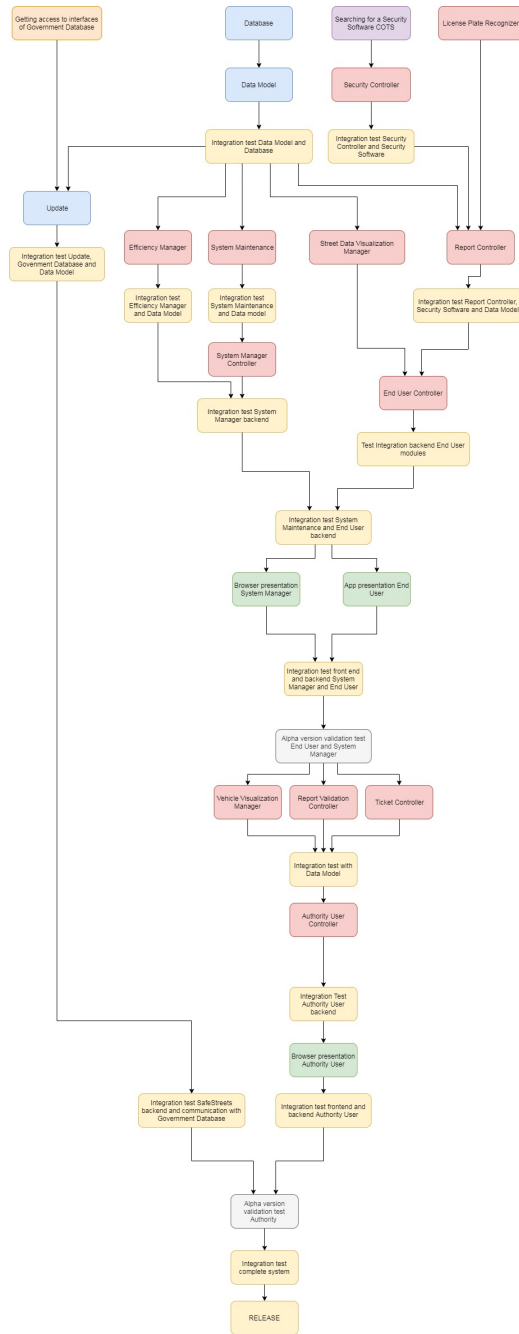 Getting access to interfaces
of Government Database
Database
Searching for a Security
Software COTS
License Plate Recognizer
Data Model
Security Controller
Integration test Data Model and
Database
Integration test Security
Controller and Security
Software
Update
Efficiency Manager
System Maintenance
Street Data Visualization
Manager
Report Controller
Integration test Update,
Government Database and
Data Model
Integration test
Efficiency Manager
and Data Model
Integration test
System Maintenance
and Data model
Integration test Report Controller,
Security Software and Data Model
System Manager
Controller
End User Controller
Integration test System
Manager backend
Test Integration backend End User
modules
Integration test System
Maintenance and End User
backend
Browser presentation
System Manager
App presentation End
User
Integration test front end
and backend System
Manager and End User
Alpha version validation test
End User and System
Manager
Vehicle Visualization
Manager
Report Validation
Controller
Ticket Controller
Integration test with
Data Model
Authority User
Controller
Integration Test
Authority User
backend
Browser presentation
Authority User
Integration test SafeStreets
backend and communication with
Government Database
Integration test frontend and
backend Authority User
Alpha version
validation test
Authority
Integration test
complete system
RELEASE